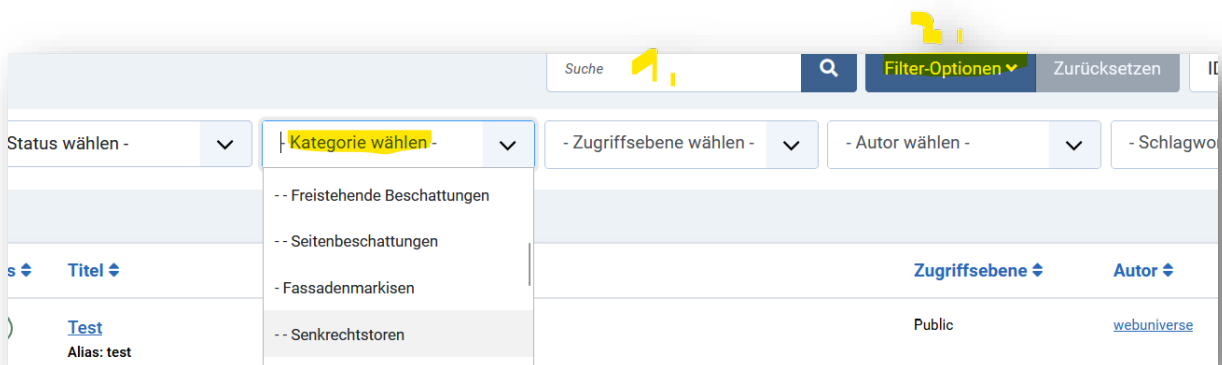 2.
Suche 1. Filter-Optionen Zurücksetzen
Status wählen - - Kategorie wählen - - Zugriffsebene wählen - - Autor wählen -
- - Freistehende Beschattungen
- - Seitenbeschattungen
- Fassadenmarkisen
- - Senkrechtstoren
Titel Zugriffsebene Autor
Test Public webuniverse
Alias: test